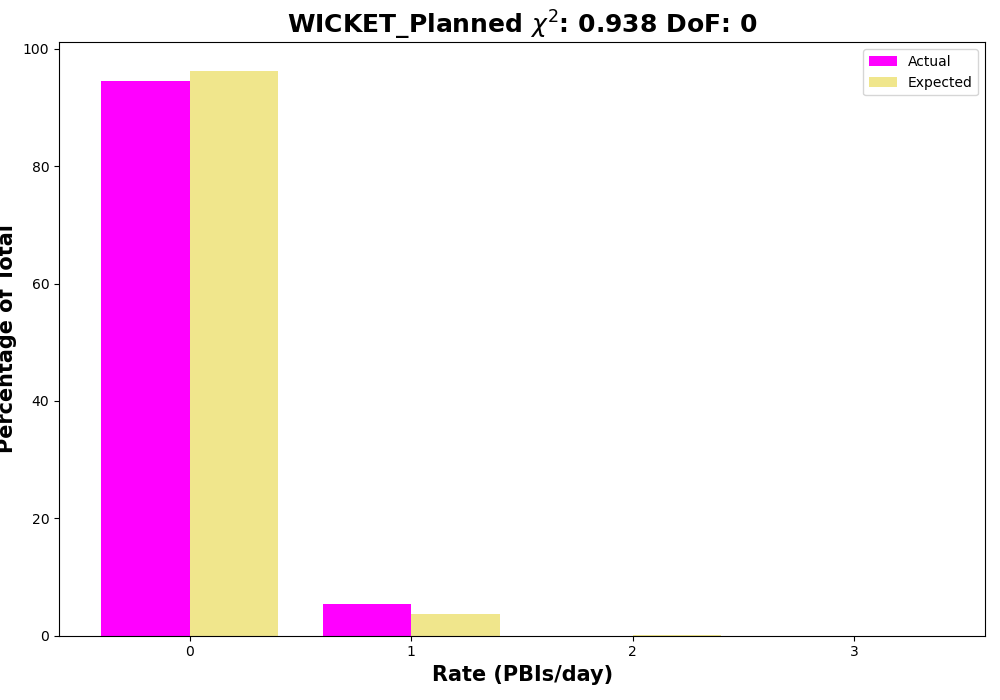 WICKET_Planned χ²: 0.938 DoF: 0
Actual
Expected
Percentage of Total
100
80
60
40
20
0
0 1 2 3
Rate (PBIs/day)